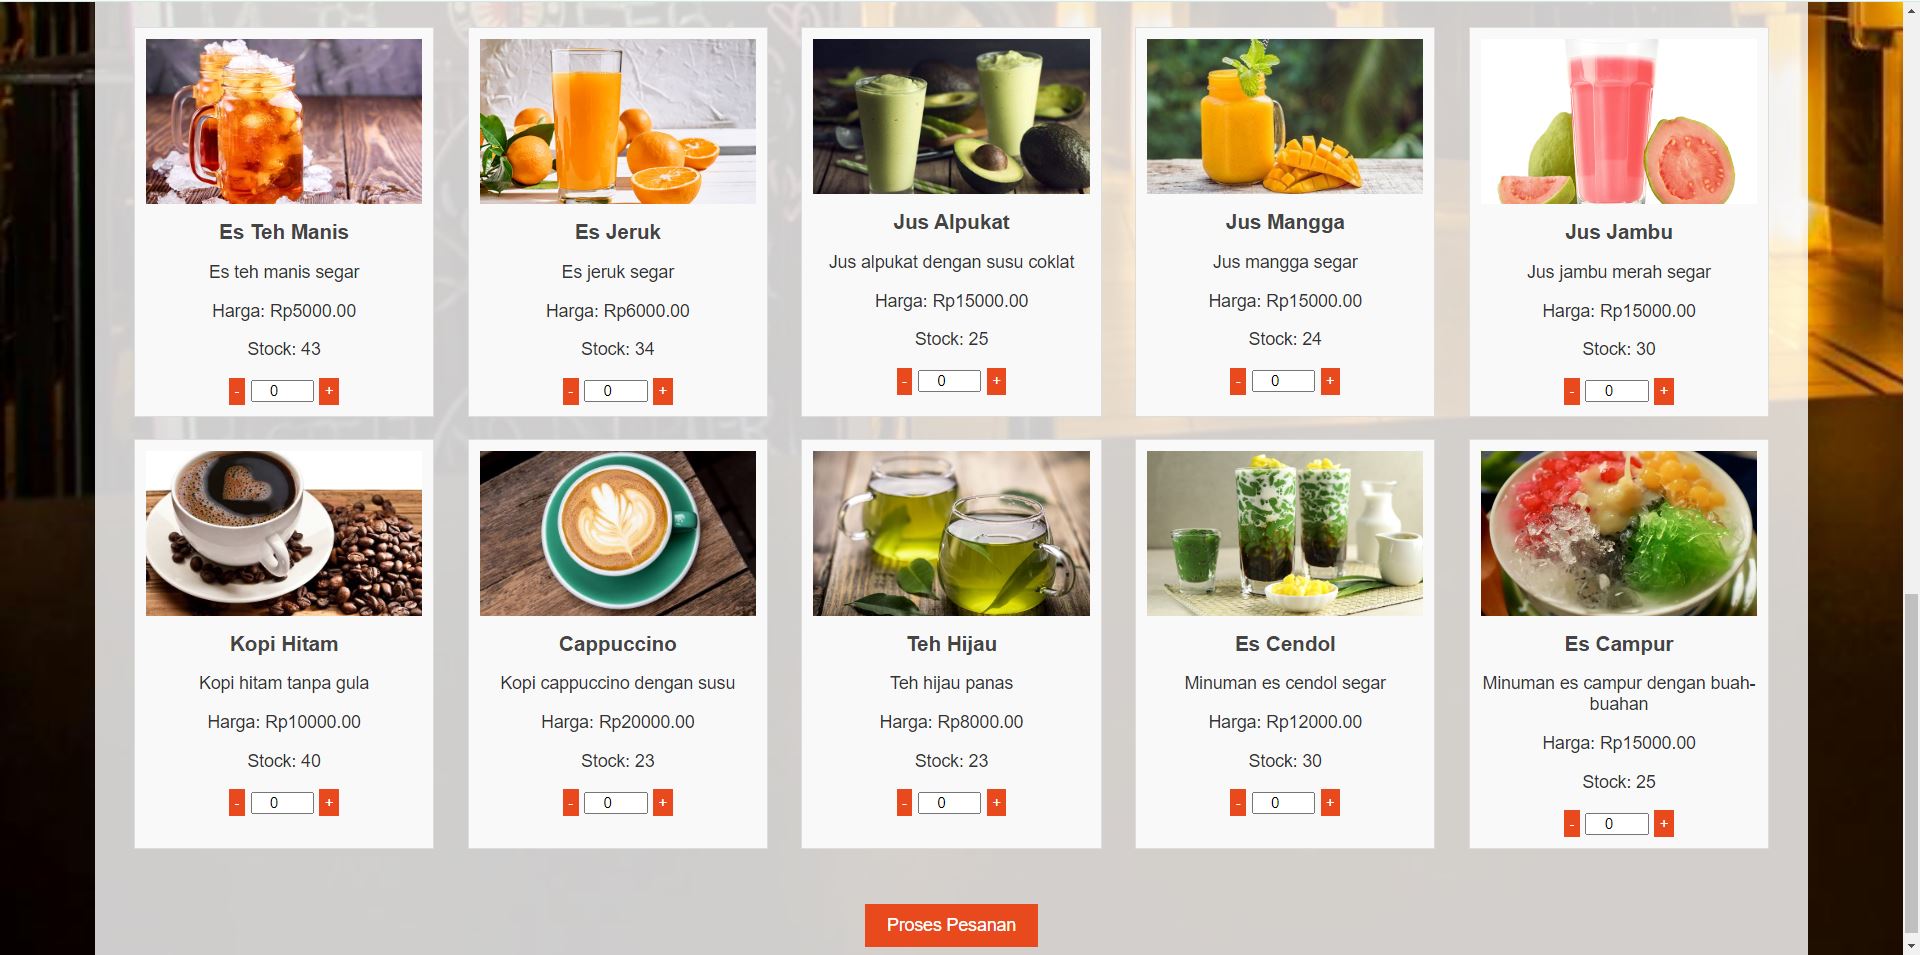 Es Teh Manis
Es teh manis segar
Harga: Rp5000.00
Stock: 43
- 0 +
Es Jeruk
Es jeruk segar
Harga: Rp6000.00
Stock: 34
- 0 +
Jus Alpukat
Jus alpukat dengan susu coklat
Harga: Rp15000.00
Stock: 25
- 0 +
Jus Mangga
Jus mangga segar
Harga: Rp15000.00
Stock: 24
- 0 +
Jus Jambu
Jus jambu merah segar
Harga: Rp15000.00
Stock: 30
- 0 +
Kopi Hitam
Kopi hitam tanpa gula
Harga: Rp10000.00
Stock: 40
- 0 +
Cappuccino
Kopi cappuccino dengan susu
Harga: Rp20000.00
Stock: 23
- 0 +
Teh Hijau
Teh hijau panas
Harga: Rp8000.00
Stock: 23
- 0 +
Es Cendol
Minuman es cendol segar
Harga: Rp12000.00
Stock: 30
- 0 +
Es Campur
Minuman es campur dengan buah-
buahan
Harga: Rp15000.00
Stock: 25
- 0 +
Proses Pesanan